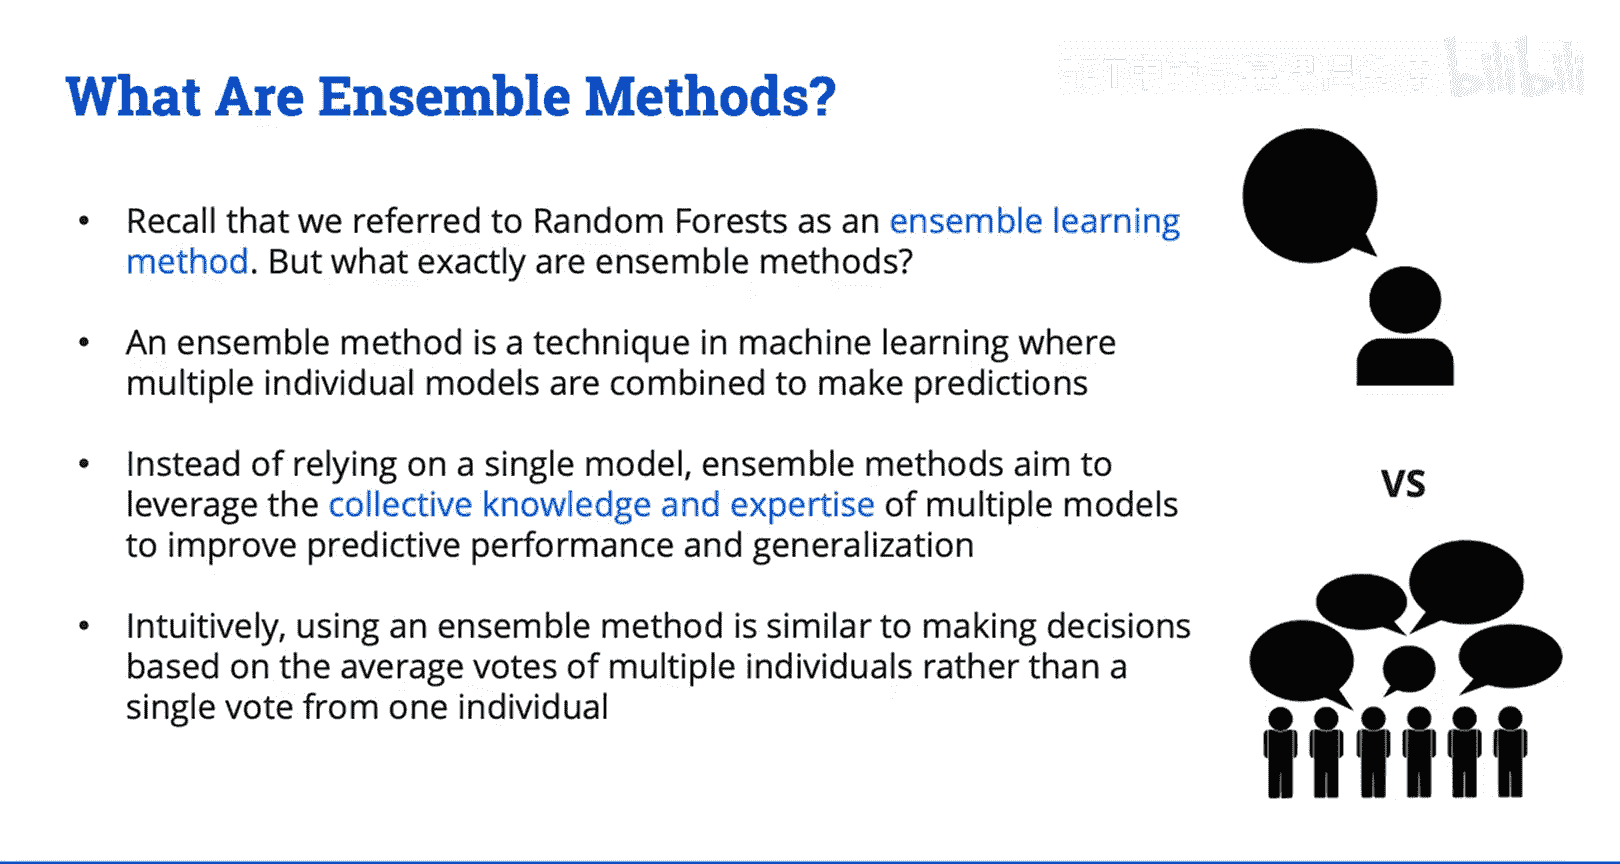 What Are Ensemble Methods?
bilibili
• Recall that we referred to Random Forests as an ensemble learning
method. But what exactly are ensemble methods?
• An ensemble method is a technique in machine learning where
multiple individual models are combined to make predictions
• Instead of relying on a single model, ensemble methods aim to
leverage the collective knowledge and expertise of multiple models
to improve predictive performance and generalization
• Intuitively, using an ensemble method is similar to making decisions
based on the average votes of multiple individuals rather than a
single vote from one individual
VS